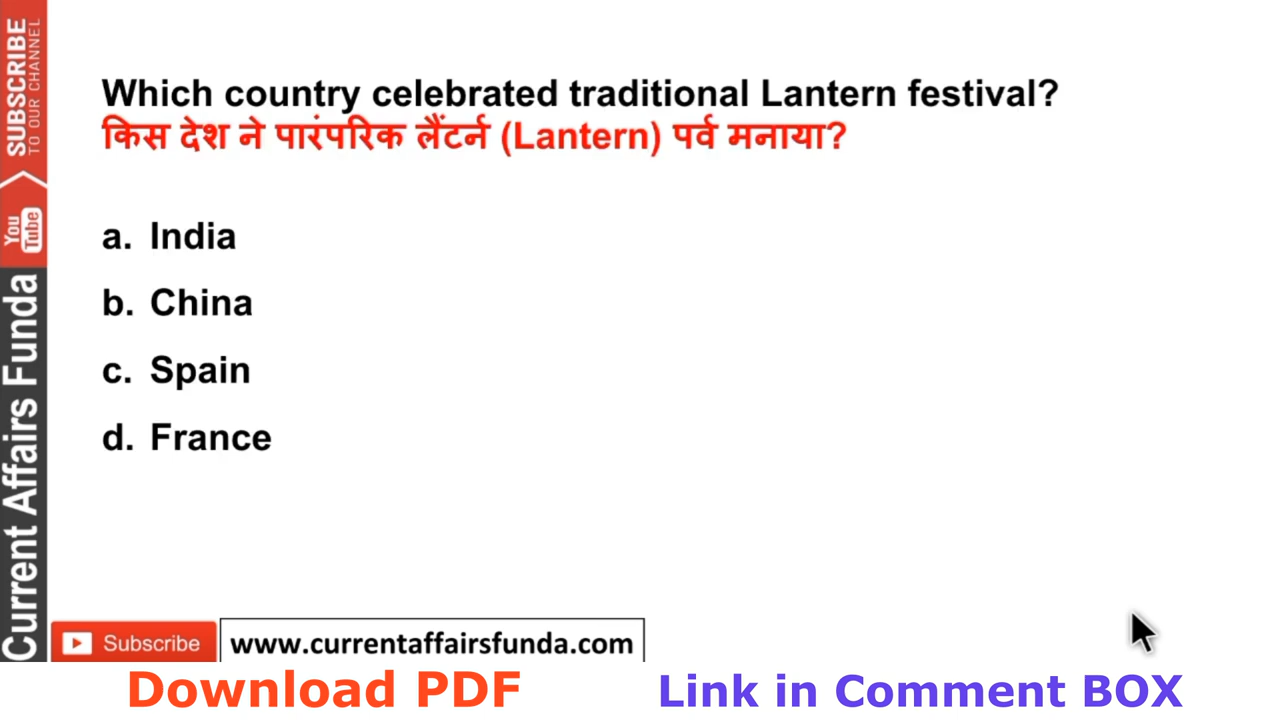 Which country celebrated traditional Lantern festival?
किस देश ने पारंपरिक लैंटर्न (Lantern) पर्व मनाया?
a. India
b. China
c. Spain
d. France
SUBSCRIBE
TO OUR CHANNEL
You
Tube
Current Affairs Funda
Subscribe
www.currentaffairsfunda.com
Download PDF
Link in Comment BOX